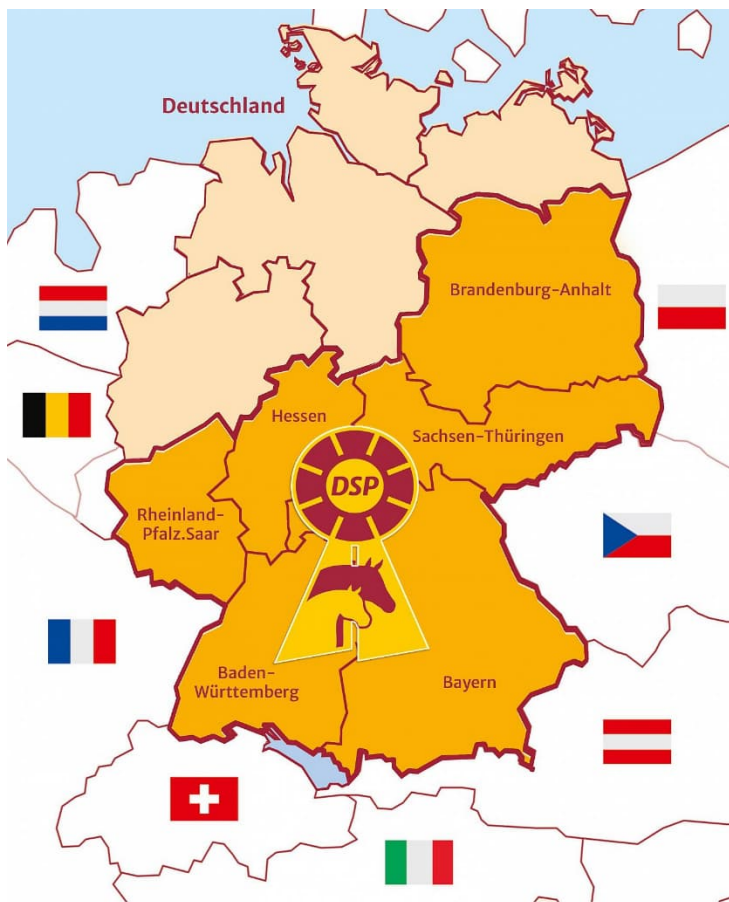 Deutschland
Brandenburg-Anhalt
Hessen
Sachsen-Thüringen
DSP
Rheinland-
Pfalz.Saar
Baden-
Württemberg
Bayern